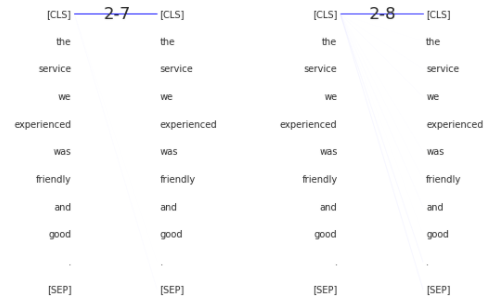 [CLS] 2-7 [CLS] [CLS] 2-8 [CLS]
the the the the
service service service service
we we we we
experienced experienced experienced experienced
was was was was
friendly friendly friendly friendly
and and and and
good good good good
. . . .
[SEP] [SEP] [SEP] [SEP]